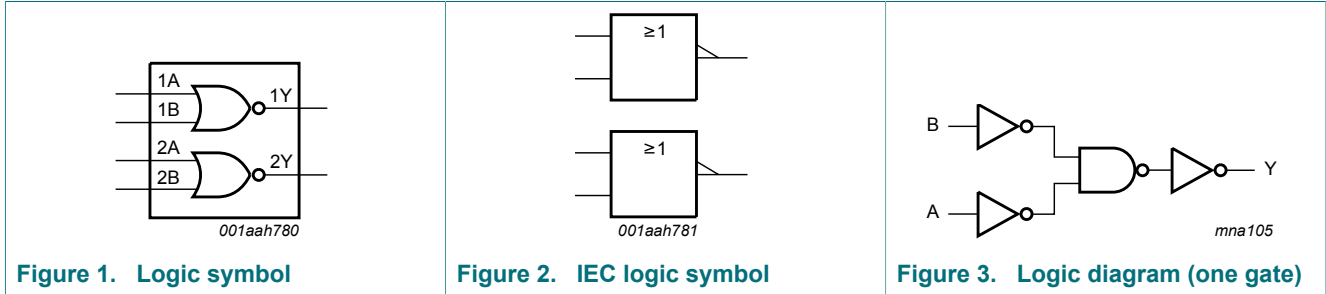 1A
1B
1Y
2A
2B
2Y
001aah780
Figure 1. Logic symbol
≥1
≥1
001aah781
Figure 2. IEC logic symbol
B
A
Y
mna105
Figure 3. Logic diagram (one gate)